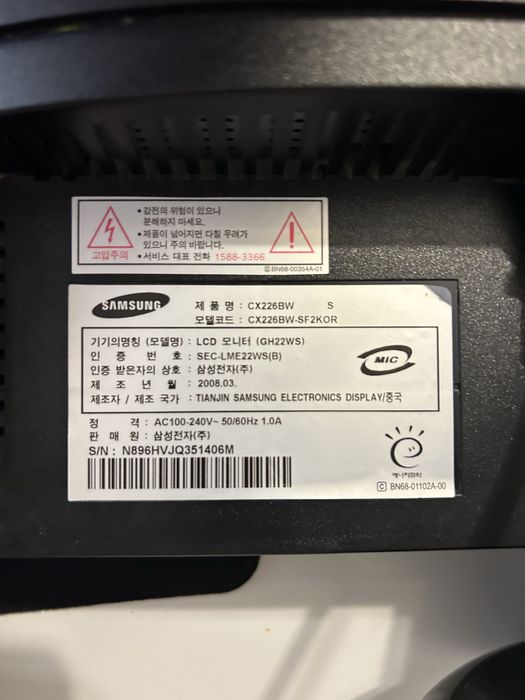 • 감전의 위험이 있으니
분해하지 마세요.
• 제품이 넘어지면 다칠 우려가
있으니 주의 바랍니다.
고압주의 • 서비스 대표 전화 1588-3366
BN68-00354A-01
SAMSUNG
제 품 명 : CX226BW S
모델코드 : CX226BW-SF2KOR
기기의명칭 (모델명) : LCD 모니터 (GH22WS)
인 증 번 호 : SEC-LME22WS(B)
인증 받은자의 상호 : 삼성전자(주)
제 조 년 월 : 2008.03.
제조자 / 제조 국가 : TIANJIN SAMSUNG ELECTRONICS DISPLAY/중국
MIC
정 격 : AC100-240V~ 50/60Hz 1.0A
판 매 원 : 삼성전자(주)
S/N : N896HVJQ351406M
에너지절약
C BN68-01102A-00